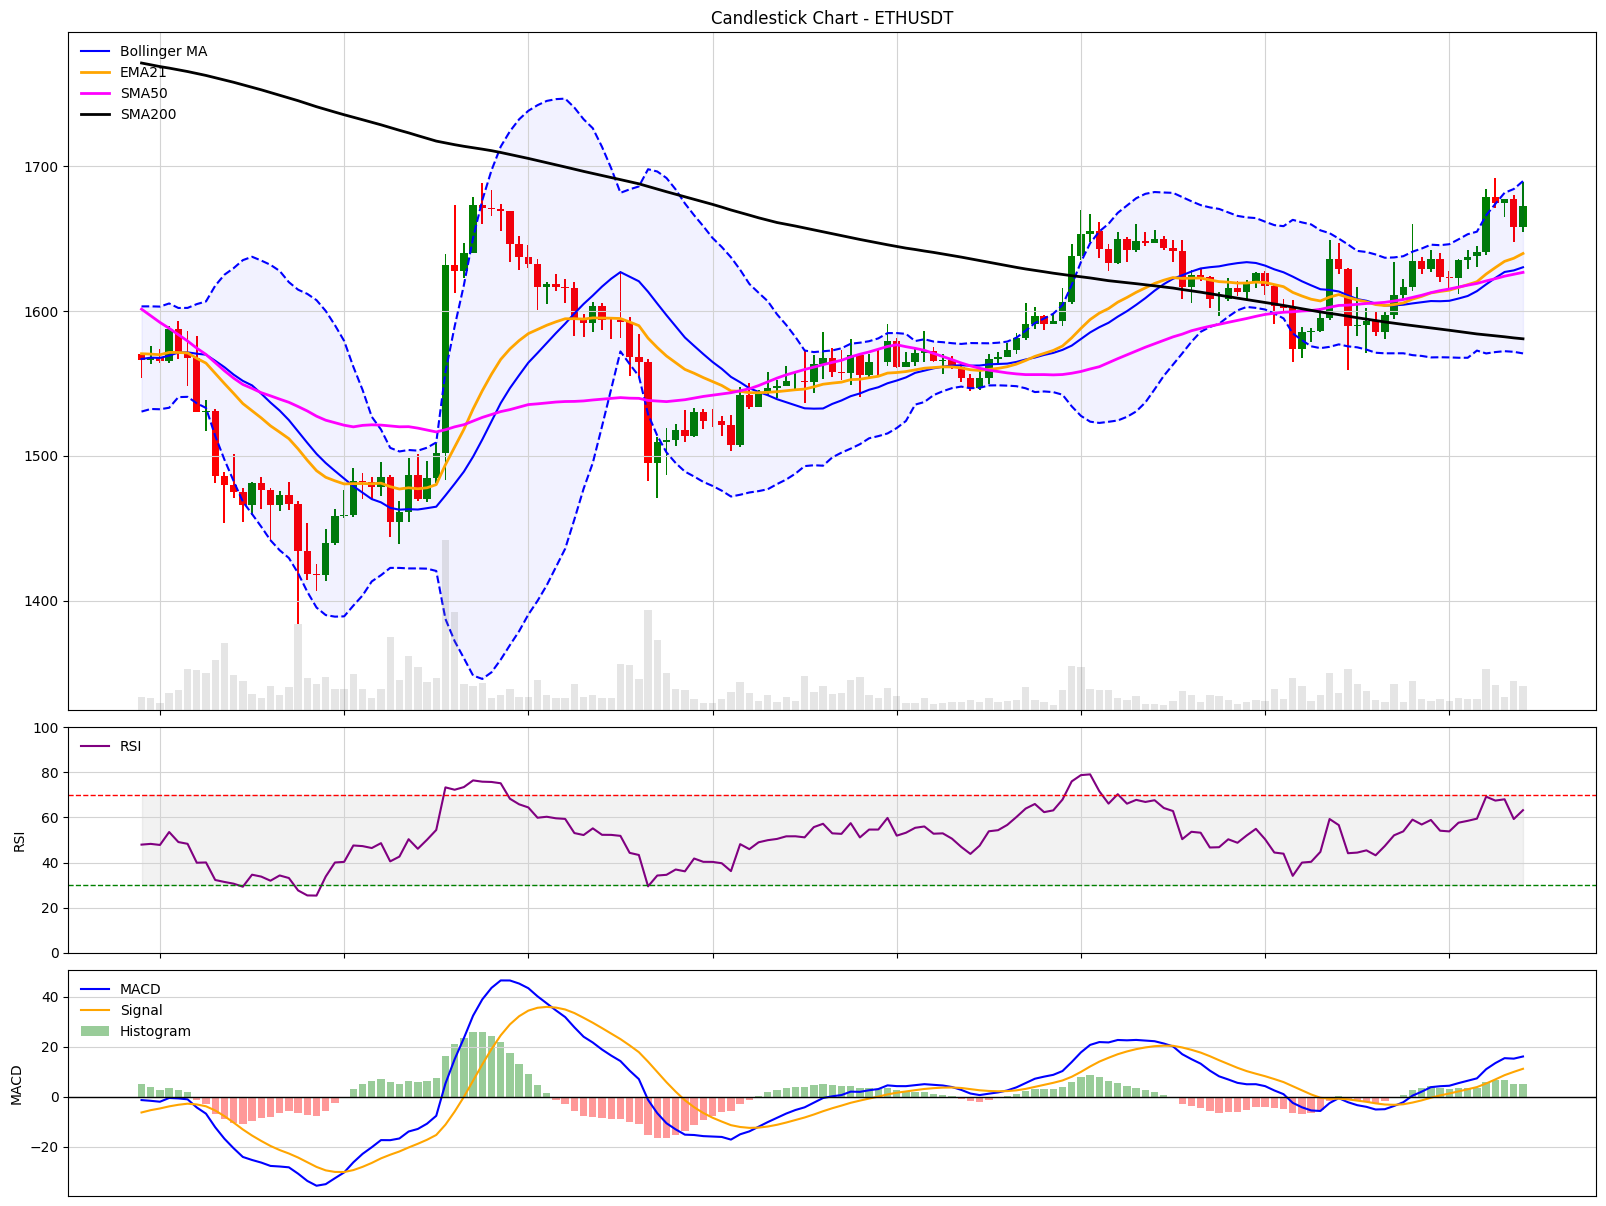 Candlestick Chart - ETHUSDT
Bollinger MA
EMA21
SMA50
SMA200
1700
1600
1500
1400
100
80
60
40
20
0
RSI
RSI
40
20
0
−20
MACD
MACD
Signal
Histogram